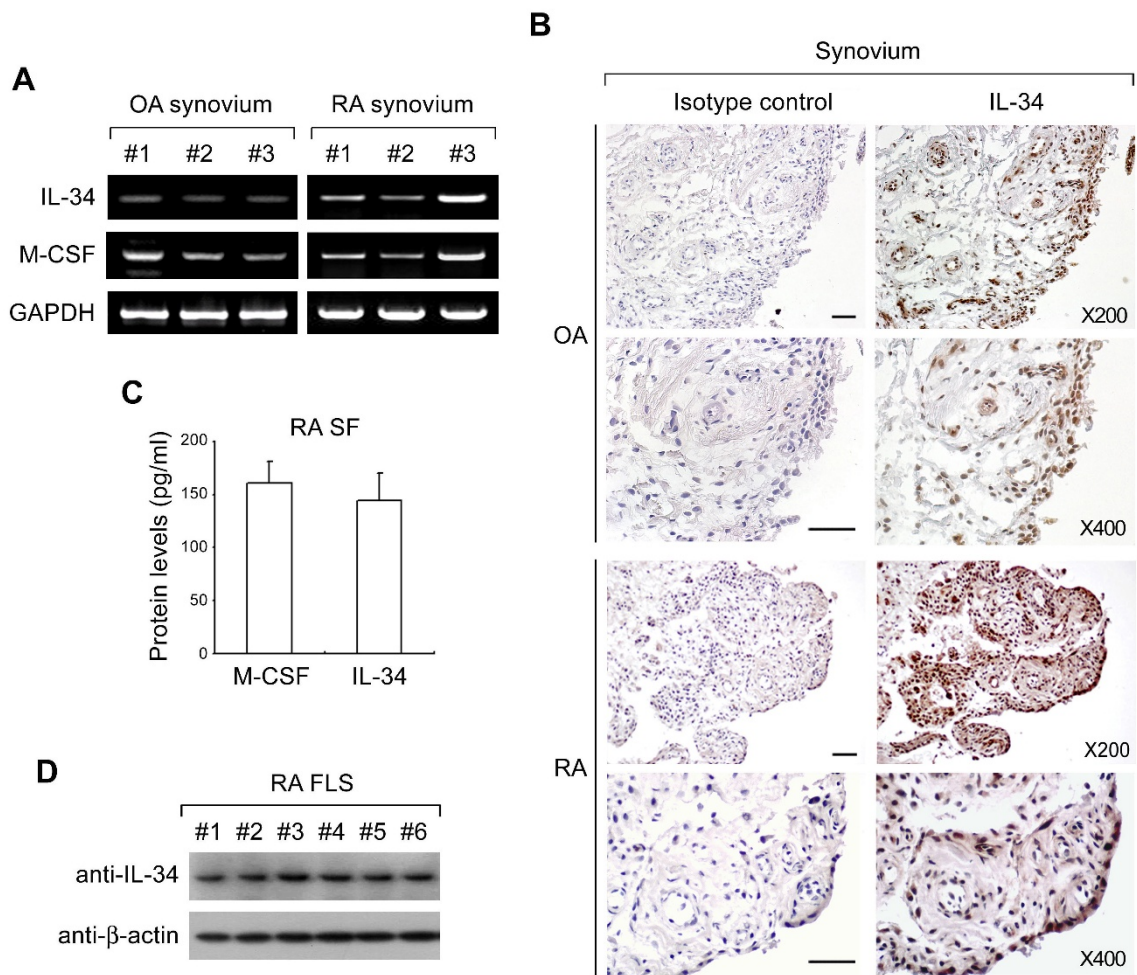 A
OA synovium RA synovium
#1 #2 #3 #1 #2 #3
IL-34
M-CSF
GAPDH
B
Synovium
Isotype control IL-34
OA
X200
X400
RA
X200
X400
C
RA SF
Protein levels (pg/ml)
200
150
100
50
0
M-CSF IL-34
D
RA FLS
#1 #2 #3 #4 #5 #6
anti-IL-34
anti-β-actin